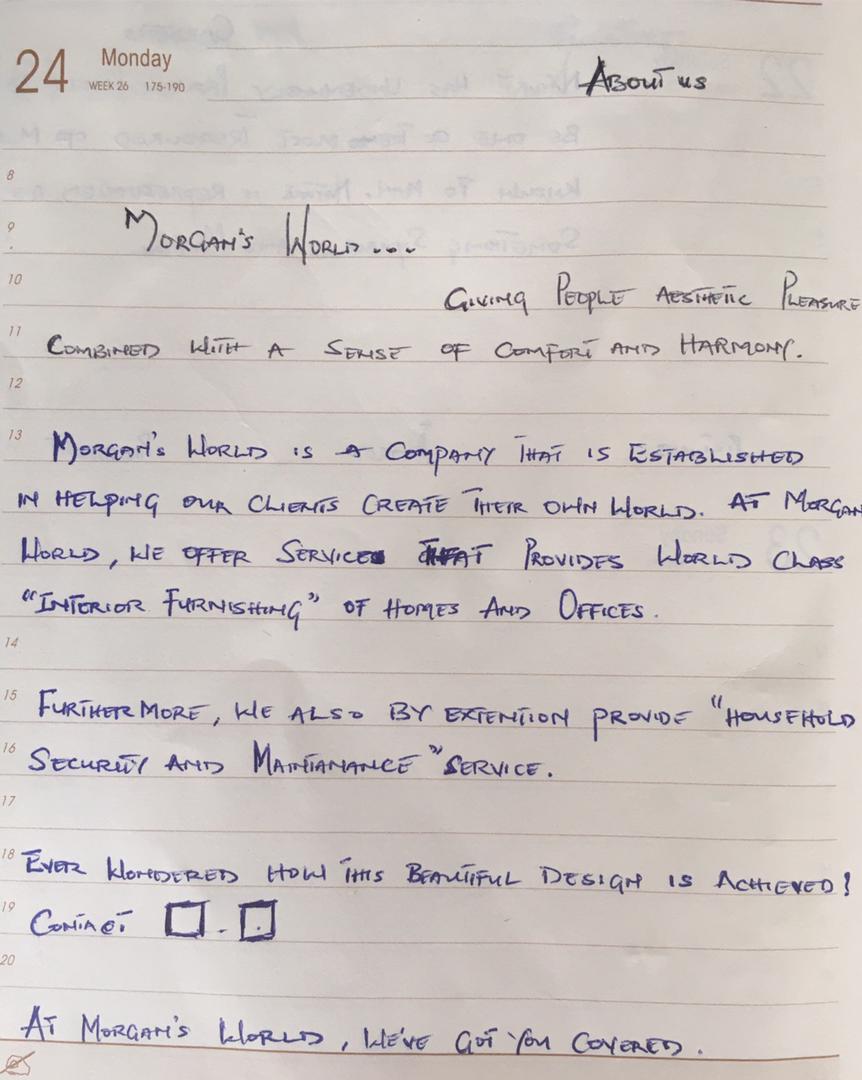 24 Monday
WEEK 26 175-190
ABOUT US
8
9
MORGAN'S WORLD...
10
GIVING PEOPLE AESTHETIC PLEASURE
11
COMBINED WITH A SENSE OF COMFORT AND HARMONY.
12
13
MORGAN'S WORLD IS A COMPANY THAT IS ESTABLISHED
IN HELPING OUR CLIENTS CREATE THEIR OWN WORLD. AT MORGAN
WORLD, WE OFFER SERVICE THAT PROVIDES WORLD CLASS
"INTERIOR FURNISHING" OF HOMES AND OFFICES.
14
15
FURTHERMORE, WE ALSO BY EXTENTION PROVIDE "HOUSEHOLD
16
SECURITY AND MAINTANANCE" SERVICE.
17
18
EVER WONDERED HOW THIS BEAUTIFUL DESIGN IS ACHIEVED!
19
CONTACT
20
AT MORGAN'S WORLD, WE'VE GOT YOU COVERED.